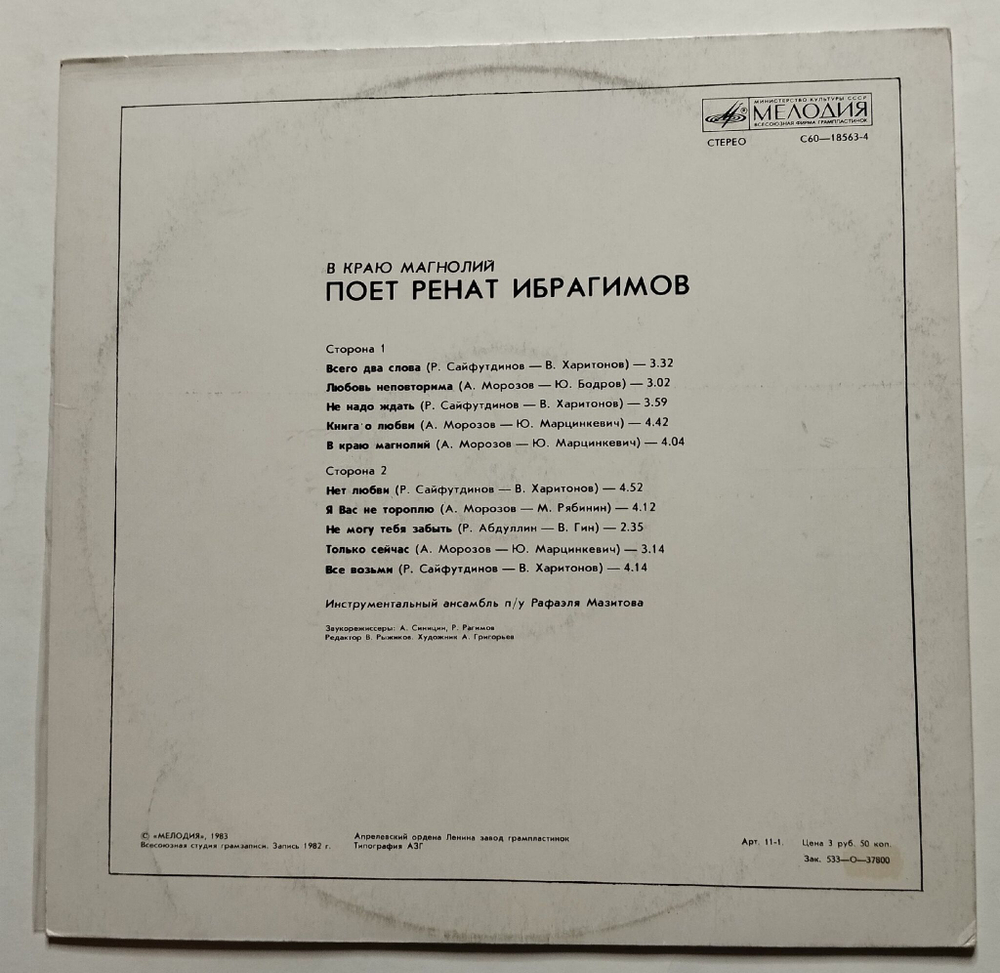 МИНИСТЕРСТВО КУЛЬТУРЫ СССР
МЕЛОДИЯ
ВСЕСОЮЗНАЯ ФИРМА ГРАМПЛАСТИНОК
СТЕРЕО С60—18563-4
В КРАЮ МАГНОЛИЙ
ПОЕТ РЕНАТ ИБРАГИМОВ
Сторона 1
Всего два слова (Р. Сайфутдинов — В. Харитонов) — 3.32
Любовь неповторима (А. Морозов — Ю. Бодров) — 3.02
Не надо ждать (Р. Сайфутдинов — В. Харитонов) — 3.59
Книга о любви (А. Морозов — Ю. Марцинкевич) — 4.42
В краю магнолий (А. Морозов — Ю. Марцинкевич) — 4.04
Сторона 2
Нет любви (Р. Сайфутдинов — В. Харитонов) — 4.52
Я Вас не тороплю (А. Морозов — М. Рябинин) — 4.12
Не могу тебя забыть (Р. Абдуллин — В. Гин) — 2.35
Только сейчас (А. Морозов — Ю. Марцинкевич) — 3.14
Все возьми (Р. Сайфутдинов — В. Харитонов) — 4.14
Инструментальный ансамбль п/у Рафаэля Мазитова
Звукорежиссеры: А. Синицин, Р. Рагимов
Редактор В. Рыжиков. Художник А. Григорьев
© «МЕЛОДИЯ», 1983
Всесоюзная студия грамзаписи. Запись 1982 г.
Апрелевский ордена Ленина завод грампластинок
Типография АЗГ
Арт. 11-1. Цена 3 руб. 50 коп.
Зак. 533—О—37800